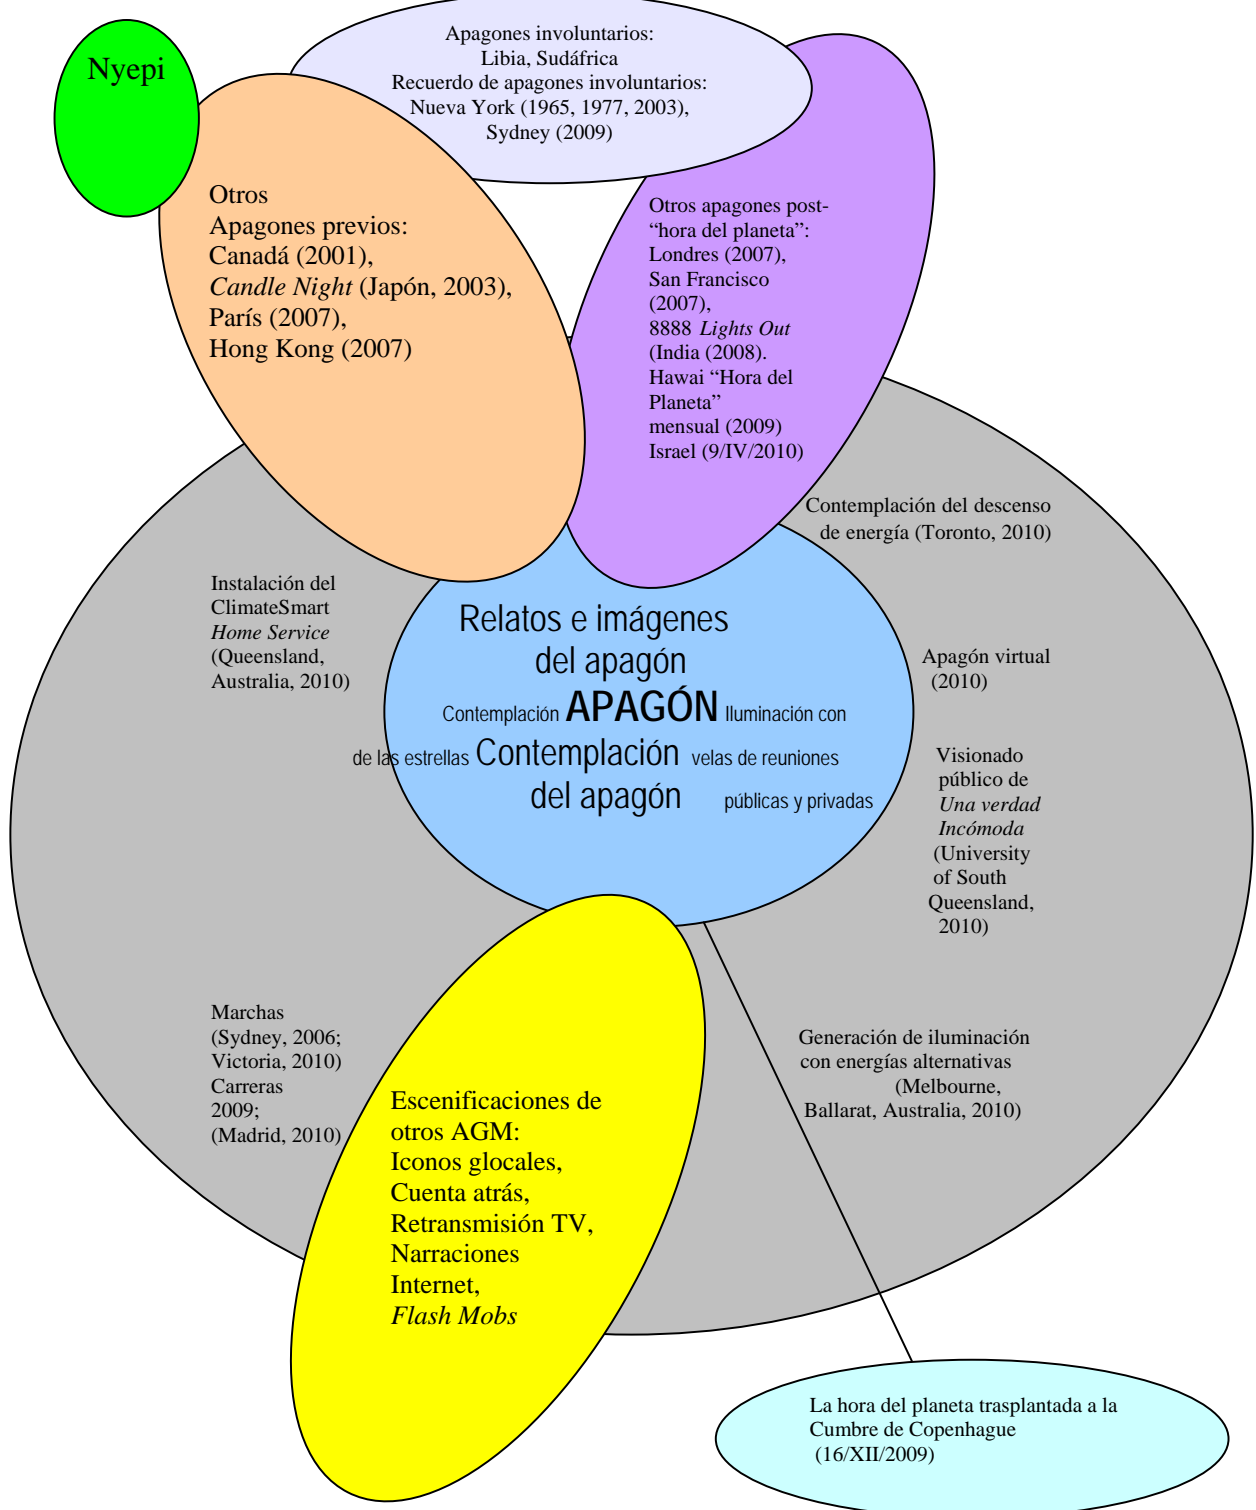 Nyepi
Apagones involuntarios:
Libia, Sudáfrica
Recuerdo de apagones involuntarios:
Nueva York (1965, 1977, 2003),
Sydney (2009)
Otros
Apagones previos:
Canadá (2001),
Candle Night (Japón, 2003),
París (2007),
Hong Kong (2007)
Otros apagones post-
“hora del planeta”:
Londres (2007),
San Francisco
(2007),
8888 Lights Out
(India (2008).
Hawai “Hora del
Planeta”
mensual (2009)
Israel (9/IV/2010)
Contemplación del descenso
de energía (Toronto, 2010)
Instalación del
ClimateSmart
Home Service
(Queensland,
Australia, 2010)
Relatos e imágenes
del apagón
Contemplación APAGÓN Iluminación con
de las estrellas Contemplación velas de reuniones
del apagón públicas y privadas
Apagón virtual
(2010)
Visionado
público de
Una verdad
Incómoda
(University
of South
Queensland,
2010)
Marchas
(Sydney, 2006;
Victoria, 2010)
Carreras
2009;
(Madrid, 2010)
Generación de iluminación
con energías alternativas
(Melbourne,
Ballarat, Australia, 2010)
Escenificaciones de
otros AGM:
Iconos glocales,
Cuenta atrás,
Retransmisión TV,
Narraciones
Internet,
Flash Mobs
La hora del planeta trasplantada a la
Cumbre de Copenhague
(16/XII/2009)